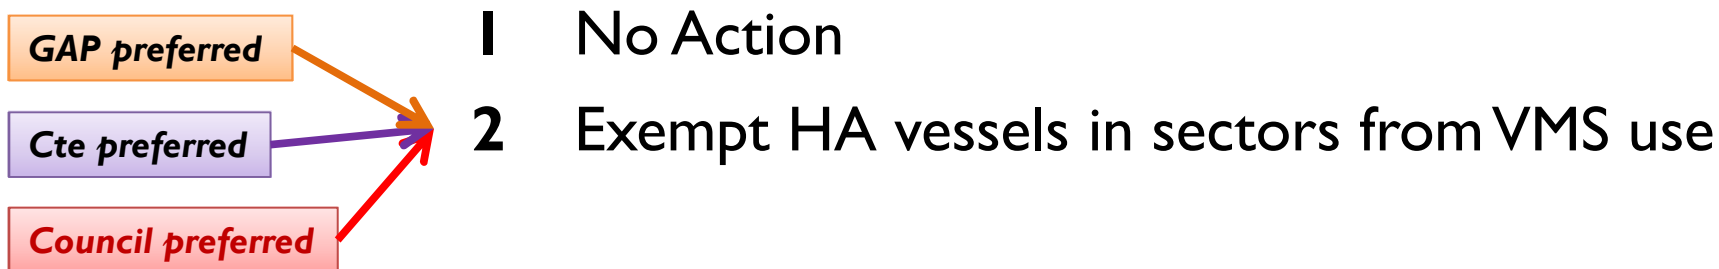 GAP preferred
Cte preferred
Council preferred
1 No Action
2 Exempt HA vessels in sectors from VMS use